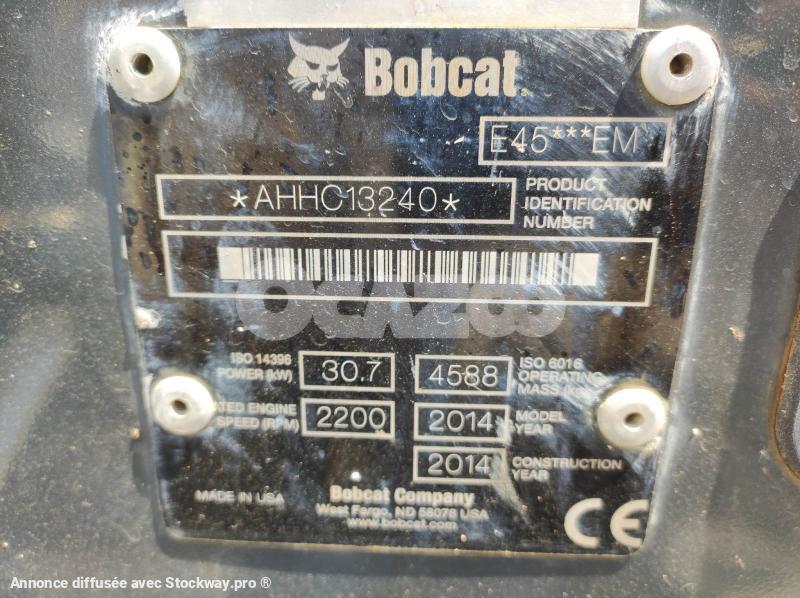 Bobcat®
E45***EM
*AHHC13240*
PRODUCT
IDENTIFICATION
NUMBER
OCAZOO
ISO 14396
POWER (kW)
30.7
4588
ISO 6016
OPERATING
MASS
ENGINE
SPEED (RPM)
2200
2014
MODEL
YEAR
2014
CONSTRUCTION
YEAR
MADE IN USA
Bobcat Company
West Fargo, ND 58078 USA
www.bobcat.com
CE
Annonce diffusée avec Stockway.pro ®